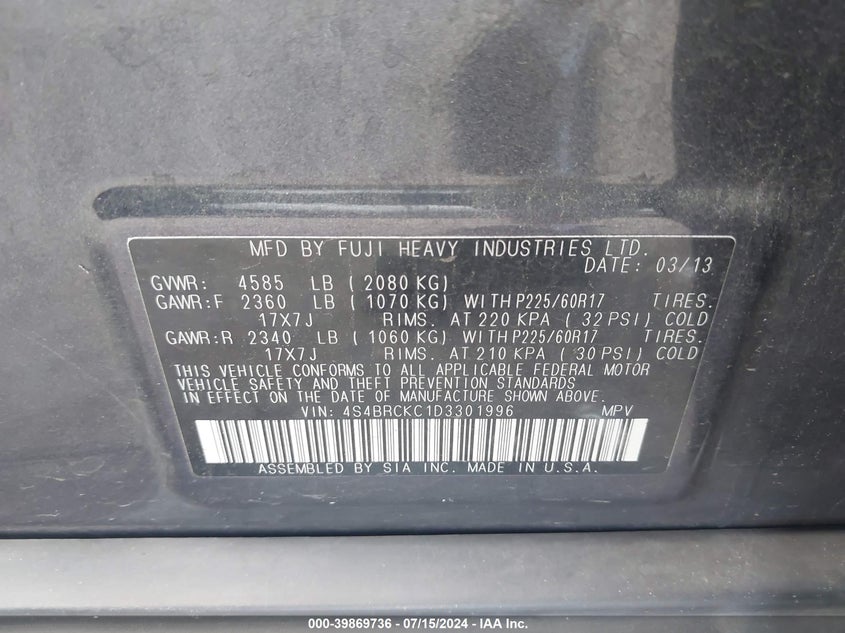 MFD BY FUJI HEAVY INDUSTRIES LTD.
DATE: 03/13
GVWR: 4585 LB ( 2080 KG)
GAWR:F 2360 LB ( 1070 KG) WITH P225/60R17 TIRES.
17X7J RIMS. AT 220 KPA ( 32 PSI) COLD
GAWR:R 2340 LB ( 1060 KG) WITH P225/60R17 TIRES.
17X7J RIMS. AT 210 KPA ( 30 PSI) COLD
THIS VEHICLE CONFORMS TO ALL APPLICABLE FEDERAL MOTOR
VEHICLE SAFETY AND THEFT PREVENTION STANDARDS
IN EFFECT ON THE DATE OF MANUFACTURE SHOWN ABOVE.
VIN: 4S4BRCKC1D3301996 MPV
ASSEMBLED BY SIA INC. MADE IN U.S.A.
000-39869736 - 07/15/2024 - IAA Inc.